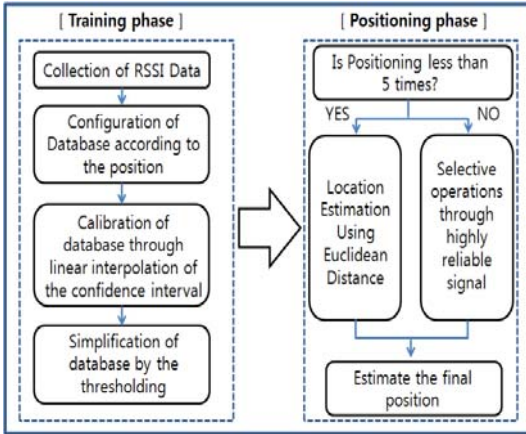 [ Training phase ]
Collection of RSSI Data
Configuration of
Database according to
the position
Calibration of
database through
linear interpolation of
the confidence interval
Simplification of
database by the
thresholding
[ Positioning phase ]
Is Positioning less than
5 times?
YES
NO
Location
Estimation
Using
Euclidean
Distance
Selective
operations
through
highly
reliable
signal
Estimate the final
position